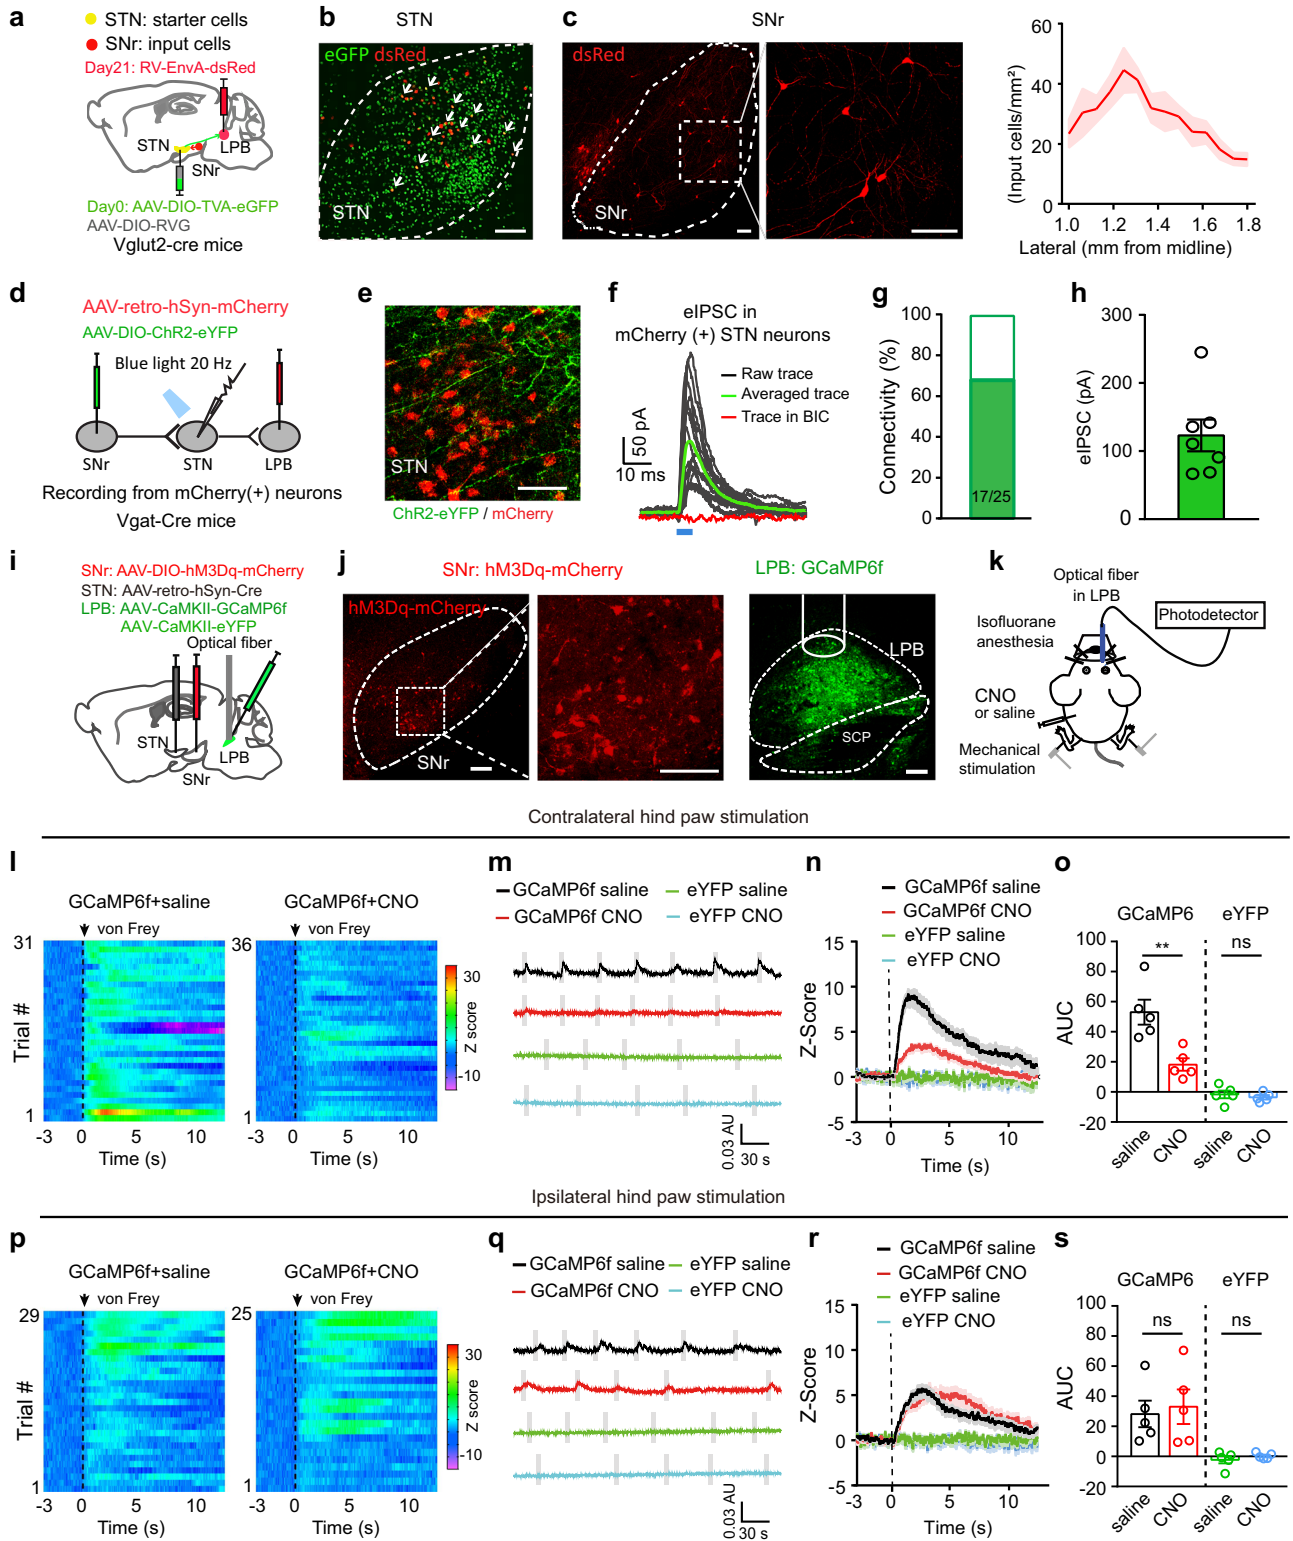 a
STN: starter cells
SNr: input cells
Day21: RV-EnvA-dsRed
STN
LPB
SNr
Day0: AAV-DIO-TVA-eGFP
AAV-DIO-RVG
Vglut2-cre mice
b
STN
eGFP dsRed
STN
c
SNr
dsRed
SNr
(Input cells/mm²)
60
40
20
0
1.0 1.2 1.4 1.6 1.8
Lateral (mm from midline)
d
AAV-retro-hSyn-mCherry
AAV-DIO-ChR2-eYFP
Blue light 20 Hz
SNr STN LPB
Recording from mCherry(+) neurons
Vgat-Cre mice
e
STN
ChR2-eYFP / mCherry
f
eIPSC in
mCherry (+) STN neurons
Raw trace
Averaged trace
Trace in BIC
50 pA
10 ms
g
Connectivity (%)
100
80
60
40
20
0
17/25
h
eIPSC (pA)
300
200
100
0
i
SNr: AAV-DIO-hM3Dq-mCherry
STN: AAV-retro-hSyn-Cre
LPB: AAV-CaMKII-GCaMP6f
AAV-CaMKII-eYFP
Optical fiber
STN
SNr
LPB
j
SNr: hM3Dq-mCherry
LPB: GCaMP6f
hM3Dq-mCherry
SNr
LPB
SCP
k
Optical fiber
in LPB
Photodetector
Isofluorane
anesthesia
CNO
or saline
Mechanical
stimulation
Contralateral hind paw stimulation
l
GCaMP6f+saline GCaMP6f+CNO
von Frey von Frey
31
36
Trial #
1
1
-3 0 5 10
-3 0 5 10
Time (s) Time (s)
30
-10
Z score
m
GCaMP6f saline eYFP saline
GCaMP6f CNO eYFP CNO
0.03 AU
30 s
n
GCaMP6f saline
GCaMP6f CNO
eYFP saline
eYFP CNO
Z-Score
15
10
5
0
-5
-3 0 5 10
Time (s)
o
GCaMP6 eYFP
** ns
AUC
100
80
60
40
20
0
-20
saline CNO saline CNO
Ipsilateral hind paw stimulation
p
GCaMP6f+saline GCaMP6f+CNO
von Frey von Frey
29
25
Trial #
1
1
-3 0 5 10
-3 0 5 10
Time (s) Time (s)
30
-10
Z score
q
GCaMP6f saline eYFP saline
GCaMP6f CNO eYFP CNO
0.03 AU
30 s
r
GCaMP6f saline
GCaMP6f CNO
eYFP saline
eYFP CNO
Z-Score
15
10
5
0
-5
-3 0 5 10
Time (s)
s
GCaMP6 eYFP
ns ns
AUC
100
80
60
40
20
0
-20
saline CNO saline CNO